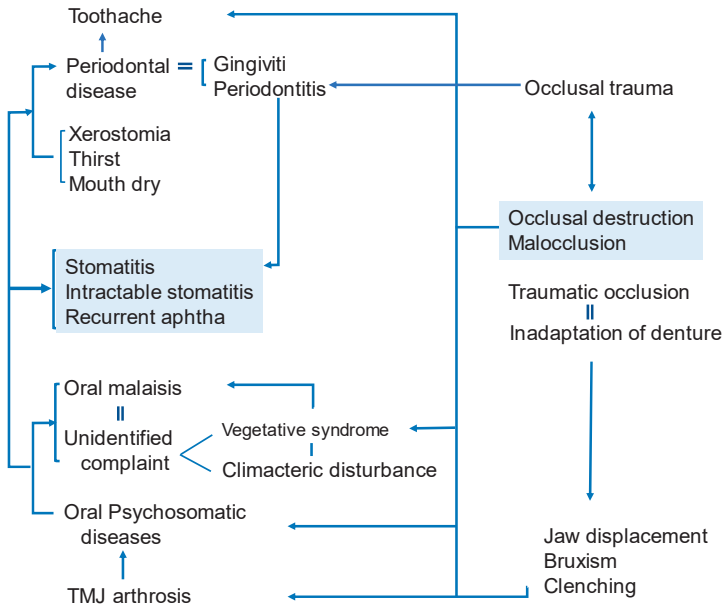 Toothache
Periodontal
disease
=
Gingiviti
Periodontitis
Occlusal trauma
Xerostomia
Thirst
Mouth dry
Occlusal destruction
Malocclusion
Stomatitis
Intractable stomatitis
Recurrent aphtha
Traumatic occlusion
Inadaptation of denture
Oral malaisis
Unidentified
complaint
Vegetative syndrome
Climacteric disturbance
Oral Psychosomatic
diseases
Jaw displacement
Bruxism
Clenching
TMJ arthrosis